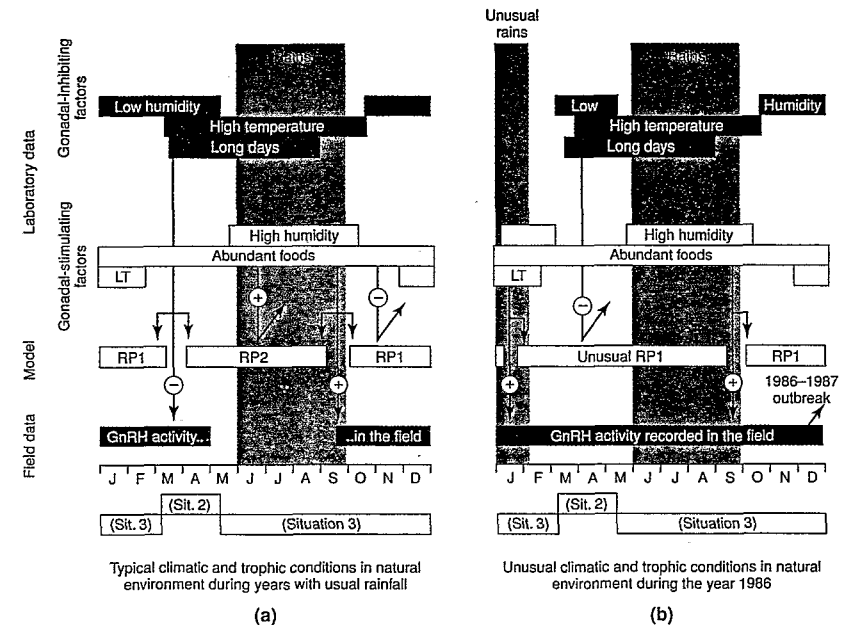 Unusual
rains
Rains
Rains
Gonadal-Inhibiting
factors
Low humidity
High temperature
Long days
Low
Humidity
High temperature
Long days
Laboratory data
Gonadal-stimulating
factors
High humidity
Abundant foods
LT
High humidity
Abundant foods
LT
+
−
−
Model
RP1
RP2
RP1
Unusual RP1
RP1
−
+
+
+
1986–1987
outbreak
Field data
GnRH activity..
..in the field
GnRH activity recorded in the field
J F M A M J J A S O N D
J F M A M J J A S O N D
(Sit. 2)
(Sit. 3)
(Situation 3)
(Sit. 2)
(Sit. 3)
(Situation 3)
Typical climatic and trophic conditions in natural
environment during years with usual rainfall
(a)
Unusual climatic and trophic conditions in natural
environment during the year 1986
(b)